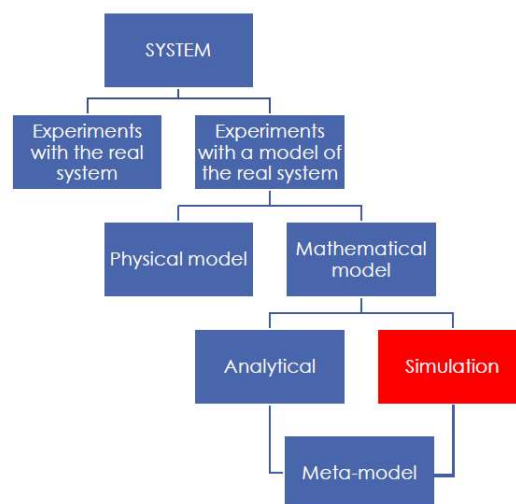 SYSTEM
Experiments
with the real
system
Experiments
with a model of
the real system
Physical model
Mathematical
model
Analytical
Simulation
Meta-model